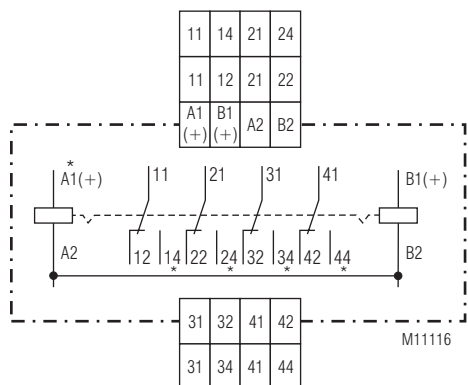 11 14 21 24
11 12 21 22
A1 (+) B1 (+) A2 B2
*
A1(+) 11 21 31 41 B1(+)
A2 12 14 22 24 32 34 42 44 B2
* * * *
31 32 41 42
M11116
31 34 41 44